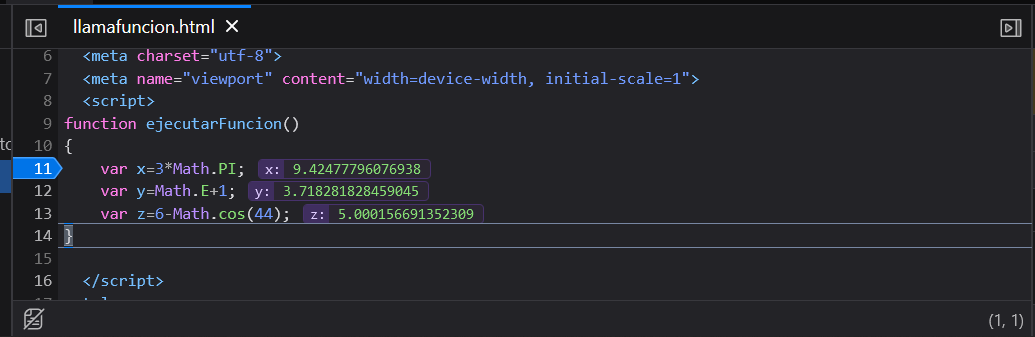 llamafuncion.html ✕
6 <meta charset="utf-8">
7 <meta name="viewport" content="width=device-width, initial-scale=1">
8 <script>
9 function ejecutarFuncion()
10 {
11 var x=3*Math.PI; x: 9.42477796076938
12 var y=Math.E+1; y: 3.718281828459045
13 var z=6-Math.cos(44); z: 5.000156691352309
14 }
15
16 </script>
(1, 1)